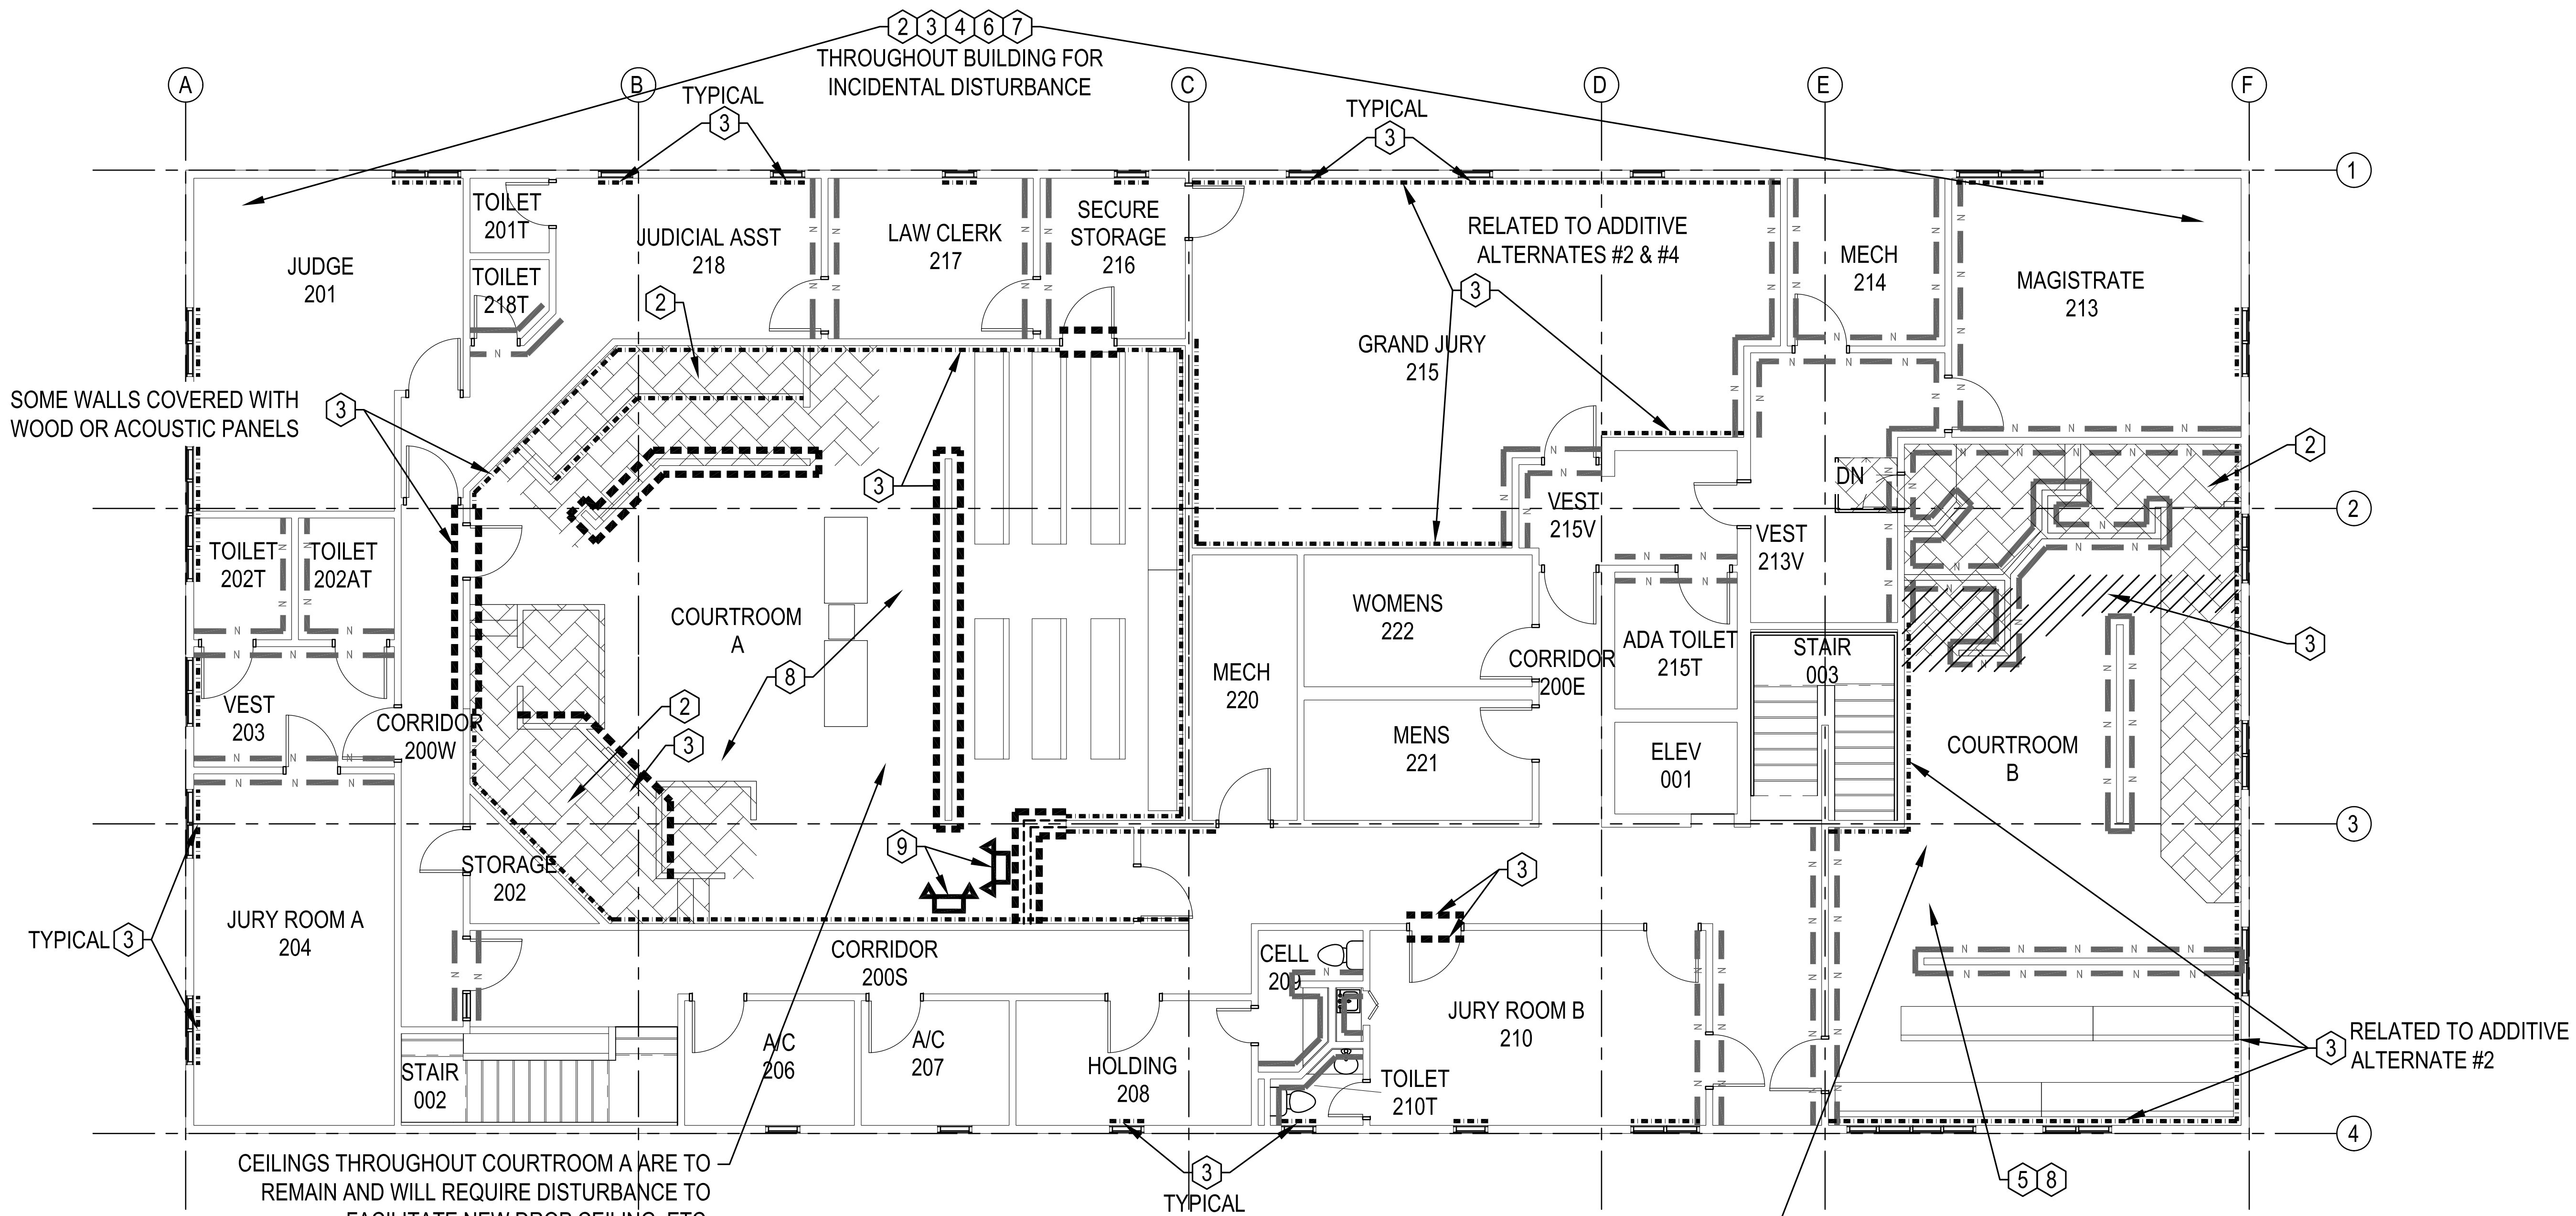 2 3 4 6 7
THROUGHOUT BUILDING FOR
INCIDENTAL DISTURBANCE
A
B
C
D
E
F
TYPICAL
3
TYPICAL
3
1
TOILET
201T
JUDICIAL ASST
218
LAW CLERK
217
SECURE
STORAGE
216
RELATED TO ADDITIVE
ALTERNATES #2 & #4
3
MECH
214
MAGISTRATE
213
JUDGE
201
TOILET
218T
2
GRAND JURY
215
SOME WALLS COVERED WITH
WOOD OR ACOUSTIC PANELS
3
3
2
DN
VEST
215V
VEST
213V
2
TOILET
202T
TOILET
202AT
COURTROOM
A
WOMENS
222
3
MECH
220
CORRIDOR
200E
ADA TOILET
215T
STAIR
003
8
VEST
203
CORRIDOR
200W
2
3
MENS
221
ELEV
001
COURTROOM
B
3
9
STORAGE
202
3
JURY ROOM A
204
TYPICAL 3
CORRIDOR
200S
CELL
209
JURY ROOM B
210
3 RELATED TO ADDITIVE
ALTERNATE #2
STAIR
002
A/C
206
A/C
207
HOLDING
208
TOILET
210T
4
CEILINGS THROUGHOUT COURTROOM A ARE TO
REMAIN AND WILL REQUIRE DISTURBANCE TO
FACILITATE NEW DROP CEILING, ETC.
3
TYPICAL
5 8
N N N N N N N N N N N N N N N N N N N N